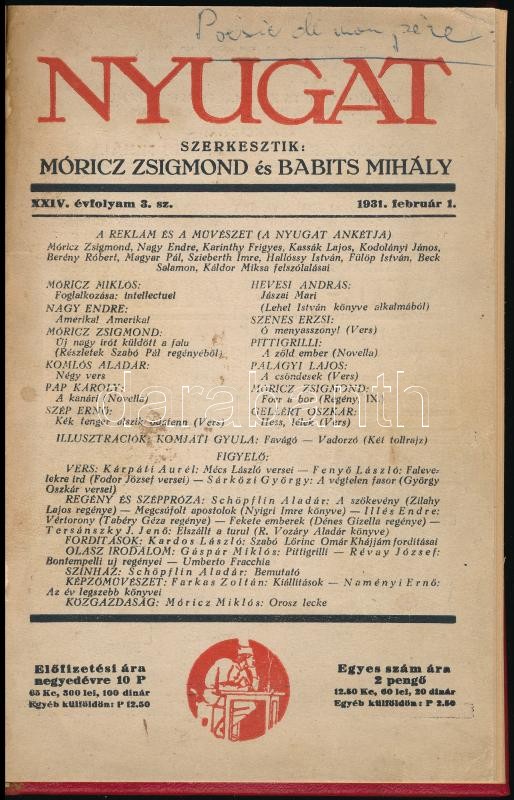 Poésie de mon père
NYUGAT
SZERKESZTIK:
MÓRICZ ZSIGMOND és BABITS MIHÁLY
XXIV. évfolyam 3. sz.
1931. február 1.
A REKLÁM ÉS A MŰVÉSZET (A NYUGAT ANKÉTJA)
Móricz Zsigmond, Nagy Endre, Karinthy Frigyes, Kassák Lajos, Kodolányi János,
Berény Róbert, Magyar Pál, Szieberth Imre, Hallóssy István, Fülöp István, Beck
Salamon, Káldor Miksa felszólalásai
MÓRICZ MIKLÓS:
Foglalkozása: intellectuel
NAGY ENDRE:
Amerika! Amerika!
MÓRICZ ZSIGMOND:
Új nagy írót küldött a falu
(Részletek Szabó Pál regényéből)
KOMLÓS ALADÁR:
Négy vers
PAP KÁROLY:
A kanári (Novella)
SZÉP ERNŐ:
Kék tenger alszik bennem (Vers)
HEVESI ANDRÁS:
Jászai Mari
(Lehel István könyve alkalmából)
SZENES ERZSI:
Ó menyasszony! (Vers)
PITTIGRILLI:
A zöld ember (Novella)
PALÁGYI LAJOS:
A csöndesek (Vers)
MÓRICZ ZSIGMOND:
Forr a bor (Regény, IX.)
GELLÉRT OSZKÁR:
Hess, lélek (Vers)
ILLUSZTRÁCIÓK: KOMJÁTI GYULA: Favágó — Vadorzó (Két tollrajz)
FIGYELŐ:
VERS: Kárpáti Aurél: Mécs László versei — Fenyő László: Faleve-
lekre írd (Fodor József versei) — Sárközi György: A végtelen fasor (György
Oszkár versei)
REGÉNY ÉS SZÉPPRÓZA: Schöpflin Aladár: A szökevény (Zilahy
Lajos regénye) — Megcsúfolt apostolok (Nyigri Imre könyve) — Illés Endre:
Vértorony (Tabéry Géza regénye) — Fekete emberek (Dénes Gizella regénye) —
Tersánszky J. Jenő: Elszállt a turul (R. Vozáry Aladár könyve)
FORDÍTÁSOK: Kardos László: Szabó Lőrinc Omár Khájjám fordításai
OLASZ IRODALOM: Gáspár Miklós: Pittigrilli — Révay József:
Bontempelli uj regényei — Umberto Fracchia
SZÍNHÁZ: Schöpflin Aladár: Bemutató
KÉPZŐMŰVÉSZET: Farkas Zoltán: Kiállítások — Naményi Ernő:
Az év legszebb könyvei
KÖZGAZDASÁG: Móricz Miklós: Orosz lecke
Előfizetési ára
negyedévre 10 P
65 Kc, 300 lei, 100 dinár
Egyéb külföldön: P 12.50
Egyes szám ára
2 pengő
12.50 Kc, 60 lei, 20 dinár
Egyéb külföldön: P 2.50
darabanth